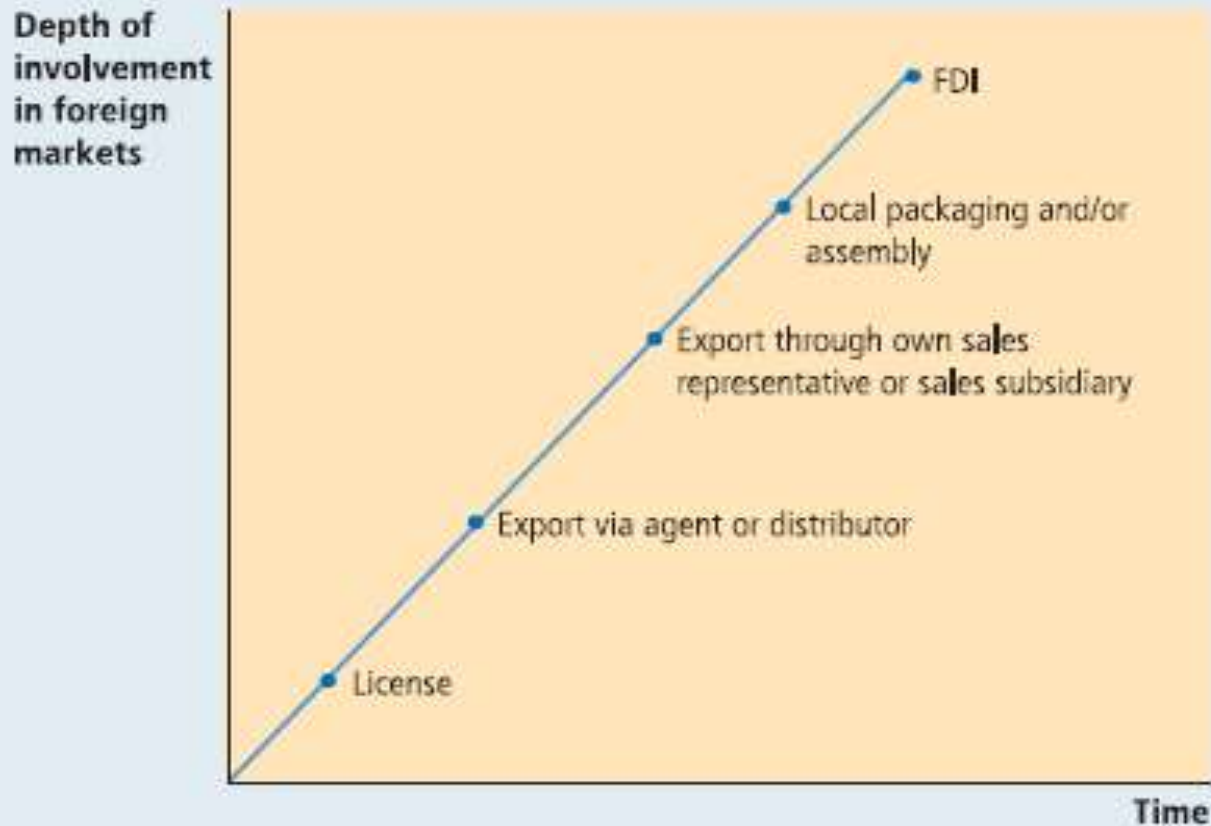 Depth of
involvement
in foreign
markets
FDI
Local packaging and/or
assembly
Export through own sales
representative or sales subsidiary
Export via agent or distributor
License
Time